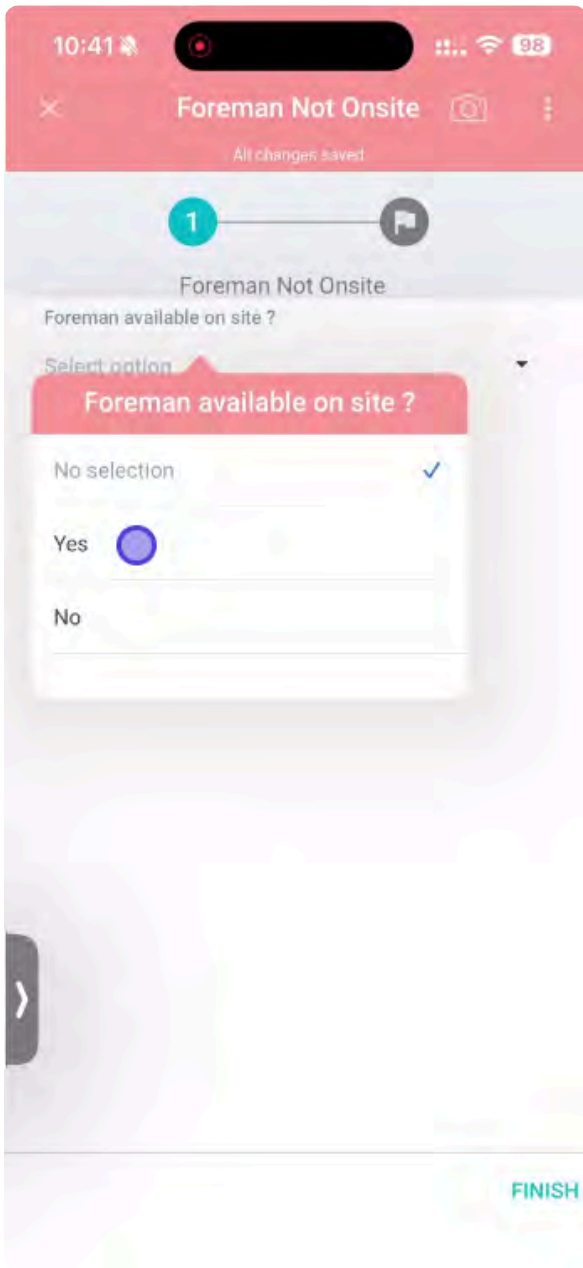 10:41
98
Foreman Not Onsite
All changes saved
1
Foreman Not Onsite
Foreman available on site ?
Select option
Foreman available on site ?
No selection
Yes
No
FINISH